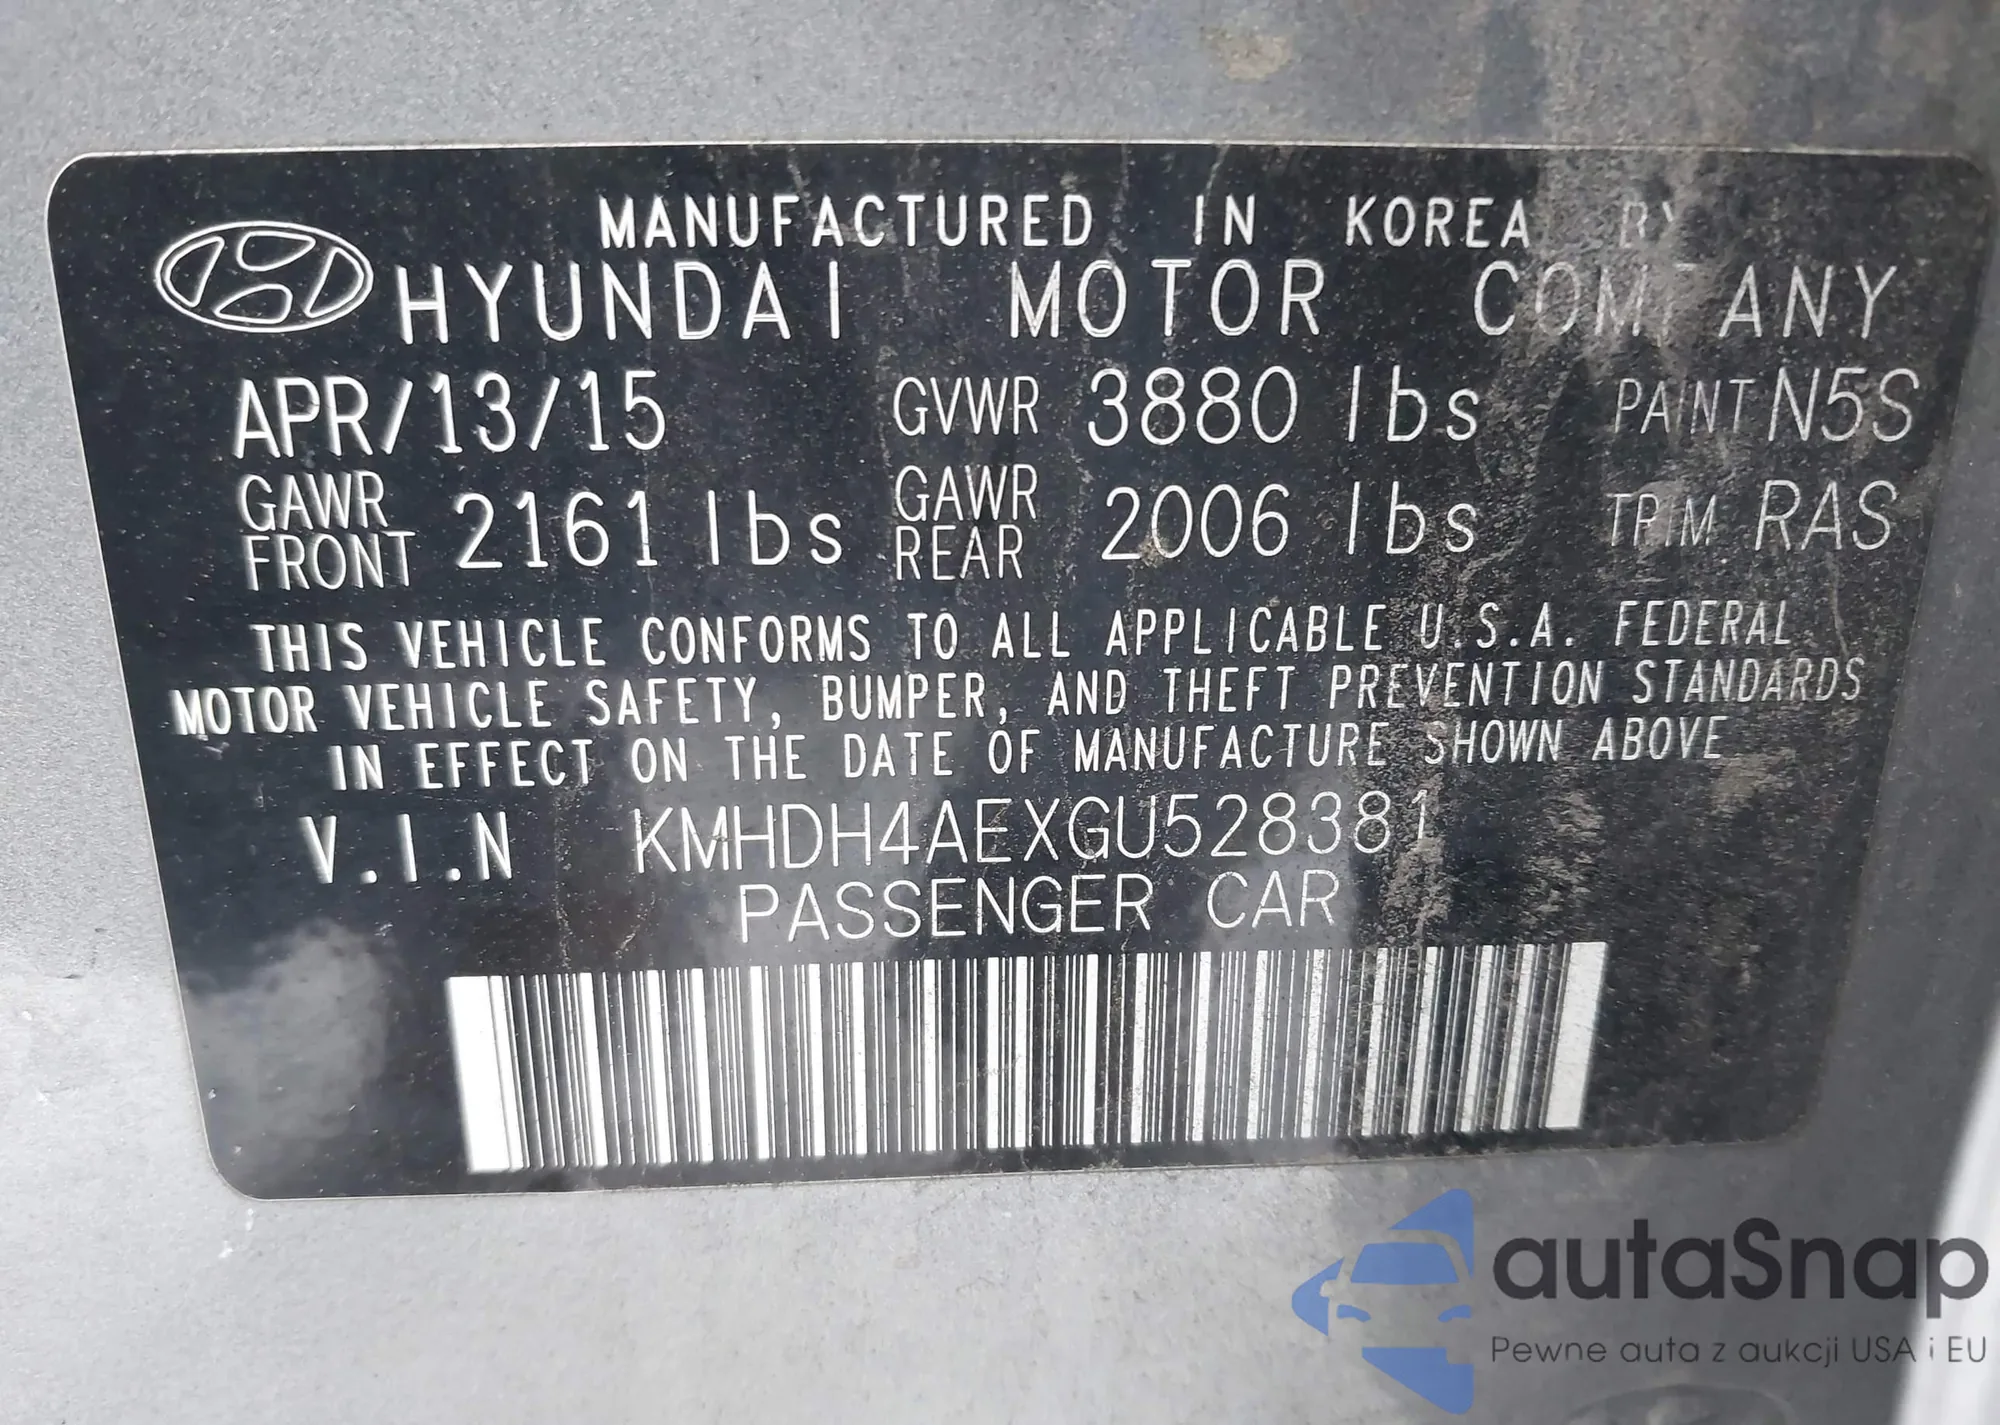 MANUFACTURED IN KOREA BY
HYUNDAI MOTOR COMPANY
APR/13/15 GVWR 3880 lbs PAINT N5S
GAWR FRONT 2161 lbs GAWR REAR 2006 lbs TRIM RAS
THIS VEHICLE CONFORMS TO ALL APPLICABLE U.S.A. FEDERAL
MOTOR VEHICLE SAFETY, BUMPER, AND THEFT PREVENTION STANDARDS
IN EFFECT ON THE DATE OF MANUFACTURE SHOWN ABOVE
V.I.N KMHDH4AEXGU528381
PASSENGER CAR
autaSnap
Pewne auta z aukcji USA i EU